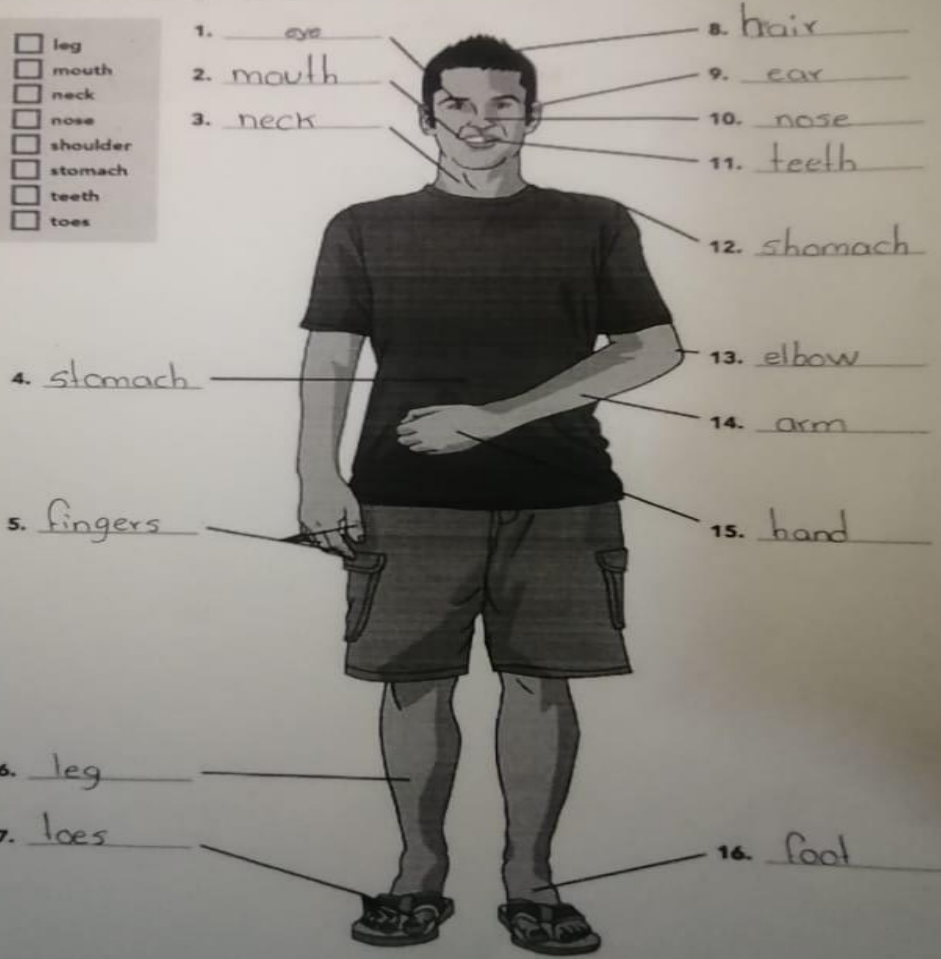 leg
mouth
neck
nose
shoulder
stomach
teeth
toes
1. eye
2. mouth
3. neck
4. stomach
5. fingers
6. leg
7. toes
8. hair
9. ear
10. nose
11. teeth
12. shomach
13. elbow
14. arm
15. hand
16. foot